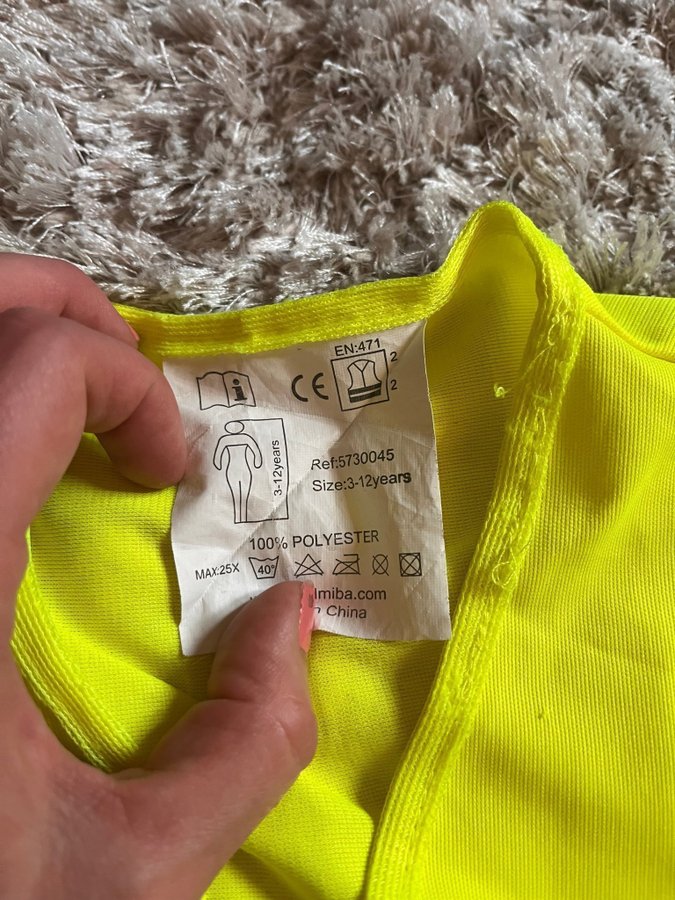 EN:471
i CE 2
2
3-12years
Ref:5730045
Size:3-12years
100% POLYESTER
MAX:25X 40°
lmiba.com
China